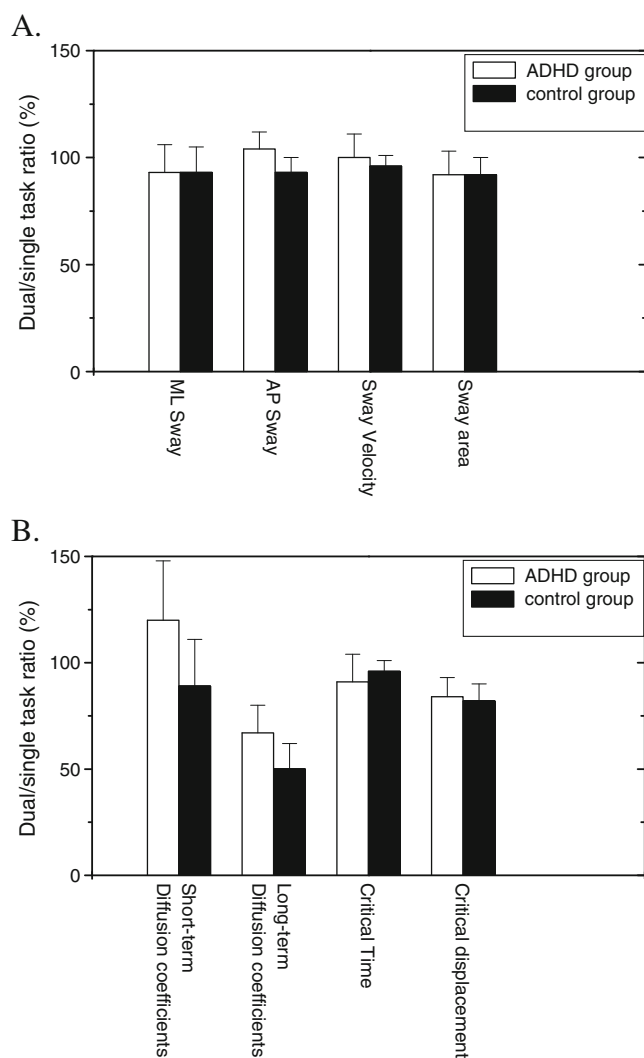 A.
150
100
50
0
Dual/single task ratio (%)
ADHD group
control group
ML Sway
AP Sway
Sway Velocity
Sway area
B.
150
100
50
0
Dual/single task ratio (%)
ADHD group
control group
Short-term
Diffusion coefficients
Long-term
Diffusion coefficients
Critical Time
Critical displacement